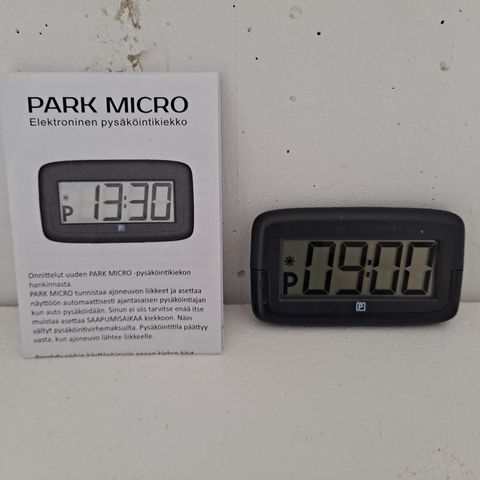 PARK MICRO
Elektroninen pysäköintikiekko
P 13:30
P
Onnittelut uuden PARK MICRO -pysäköintikiekon
hankinnasta.
PARK MICRO tunnistaa ajoneuvon liikkeet ja asettaa
näyttöön automaattisesti ajantasaisen pysäköintiajan
kun auto pysäköidään. Sinun ei siis tarvitse enää itse
muistaa asettaa SAAPUMISAIKAA kiekkoon. Näin
vältyt pysäköintivirhemaksuilta. Pysäköintitila päättyy
vasta, kun ajoneuvo lähtee liikkeelle.
P 05:00
P